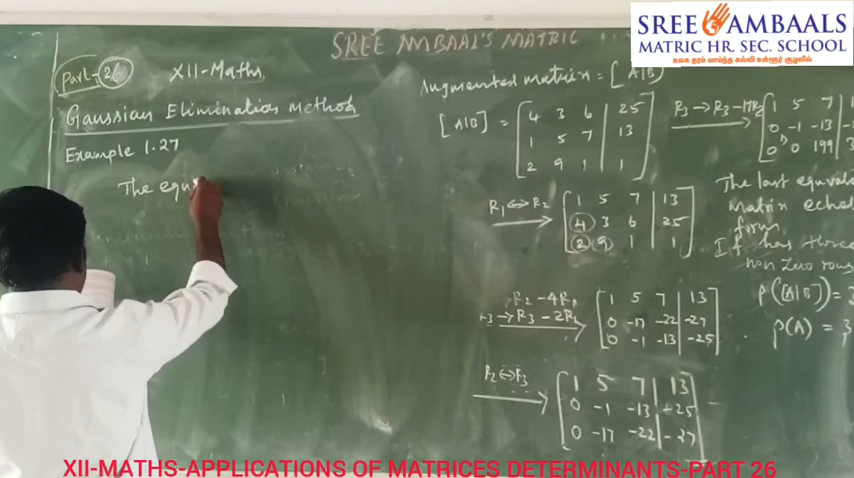 SREE AMBAALS
MATRIC HR. SEC. SCHOOL
உலக தரம் வாய்ந்த கல்வி உள்ளூர் சூழலில்
SREE AMBAAL'S MATRIC
Part-26 XII-Maths,
Gaussian Elimination Method
Example 1.27
The equ
Augmented matrix = [A|B]
[A|B] = [4 3 6 | 25
1 5 7 | 13
2 9 1 | 1]
R1 ↔ R2 [1 5 7 | 13
4 3 6 | 25
2 9 1 | 1]
R2 - 4R1
R3 → R3 - 2R1 [1 5 7 | 13
0 -17 -22 | -27
0 -1 -13 | -25]
R2 ↔ R3 [1 5 7 | 13
0 -1 -13 | -25
0 -17 -22 | -27]
R3 → R3 - 17R2 [1 5 7
0 -1 -13
0 0 199
The last
matrix
form
It has three
non zero rows
ρ([A|B]) = 3
ρ(A) = 3,
XII-MATHS-APPLICATIONS OF MATRICES DETERMINANTS-PART 26